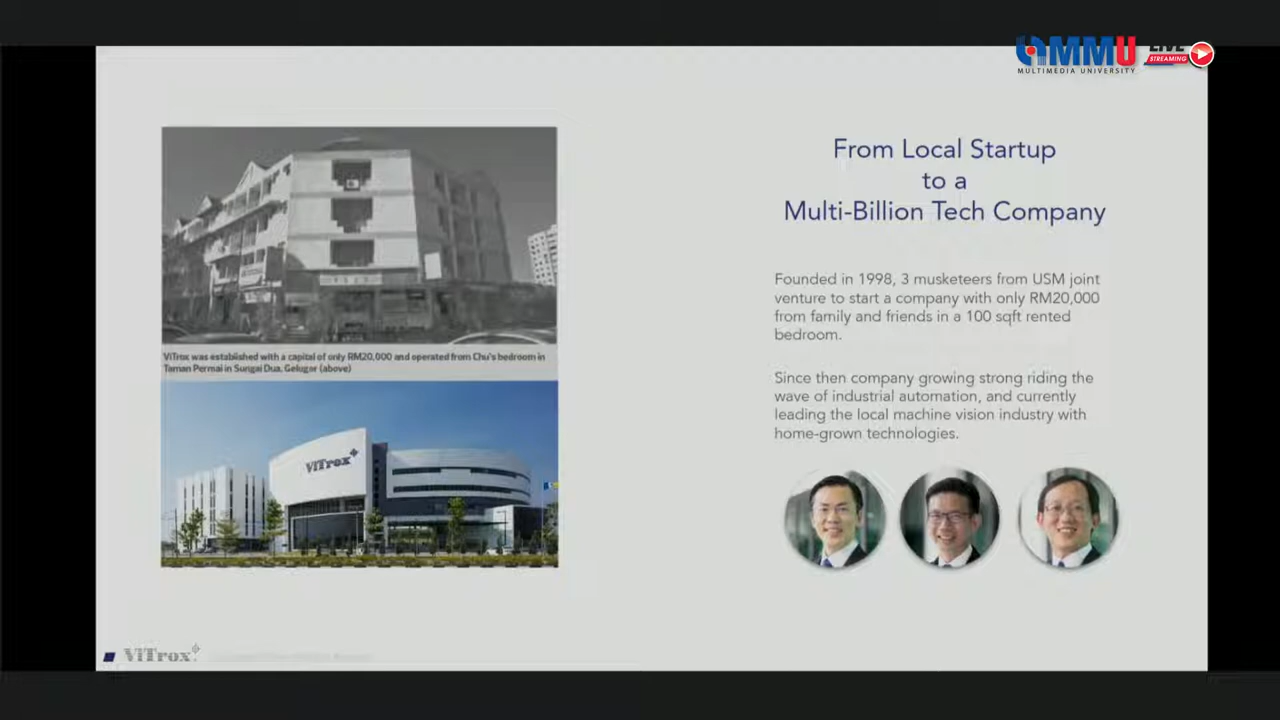 MMU
MULTIMEDIA UNIVERSITY
LIVE
STREAMING
From Local Startup
to a
Multi-Billion Tech Company
Founded in 1998, 3 musketeers from USM joint
venture to start a company with only RM20,000
from family and friends in a 100 sqft rented
bedroom.
Since then company growing strong riding the
wave of industrial automation, and currently
leading the local machine vision industry with
home-grown technologies.
ViTrox was established with a capital of only RM20,000 and operated from Chu's bedroom in
Taman Permai in Sungai Dua, Gelugor (above)
ViTrox
ViTrox